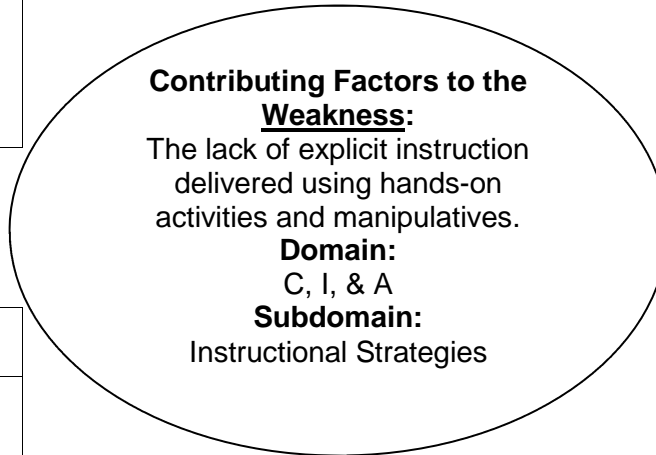 Contributing Factors to the
Weakness:
The lack of explicit instruction
delivered using hands-on
activities and manipulatives.
Domain:
C, I, & A
Subdomain:
Instructional Strategies